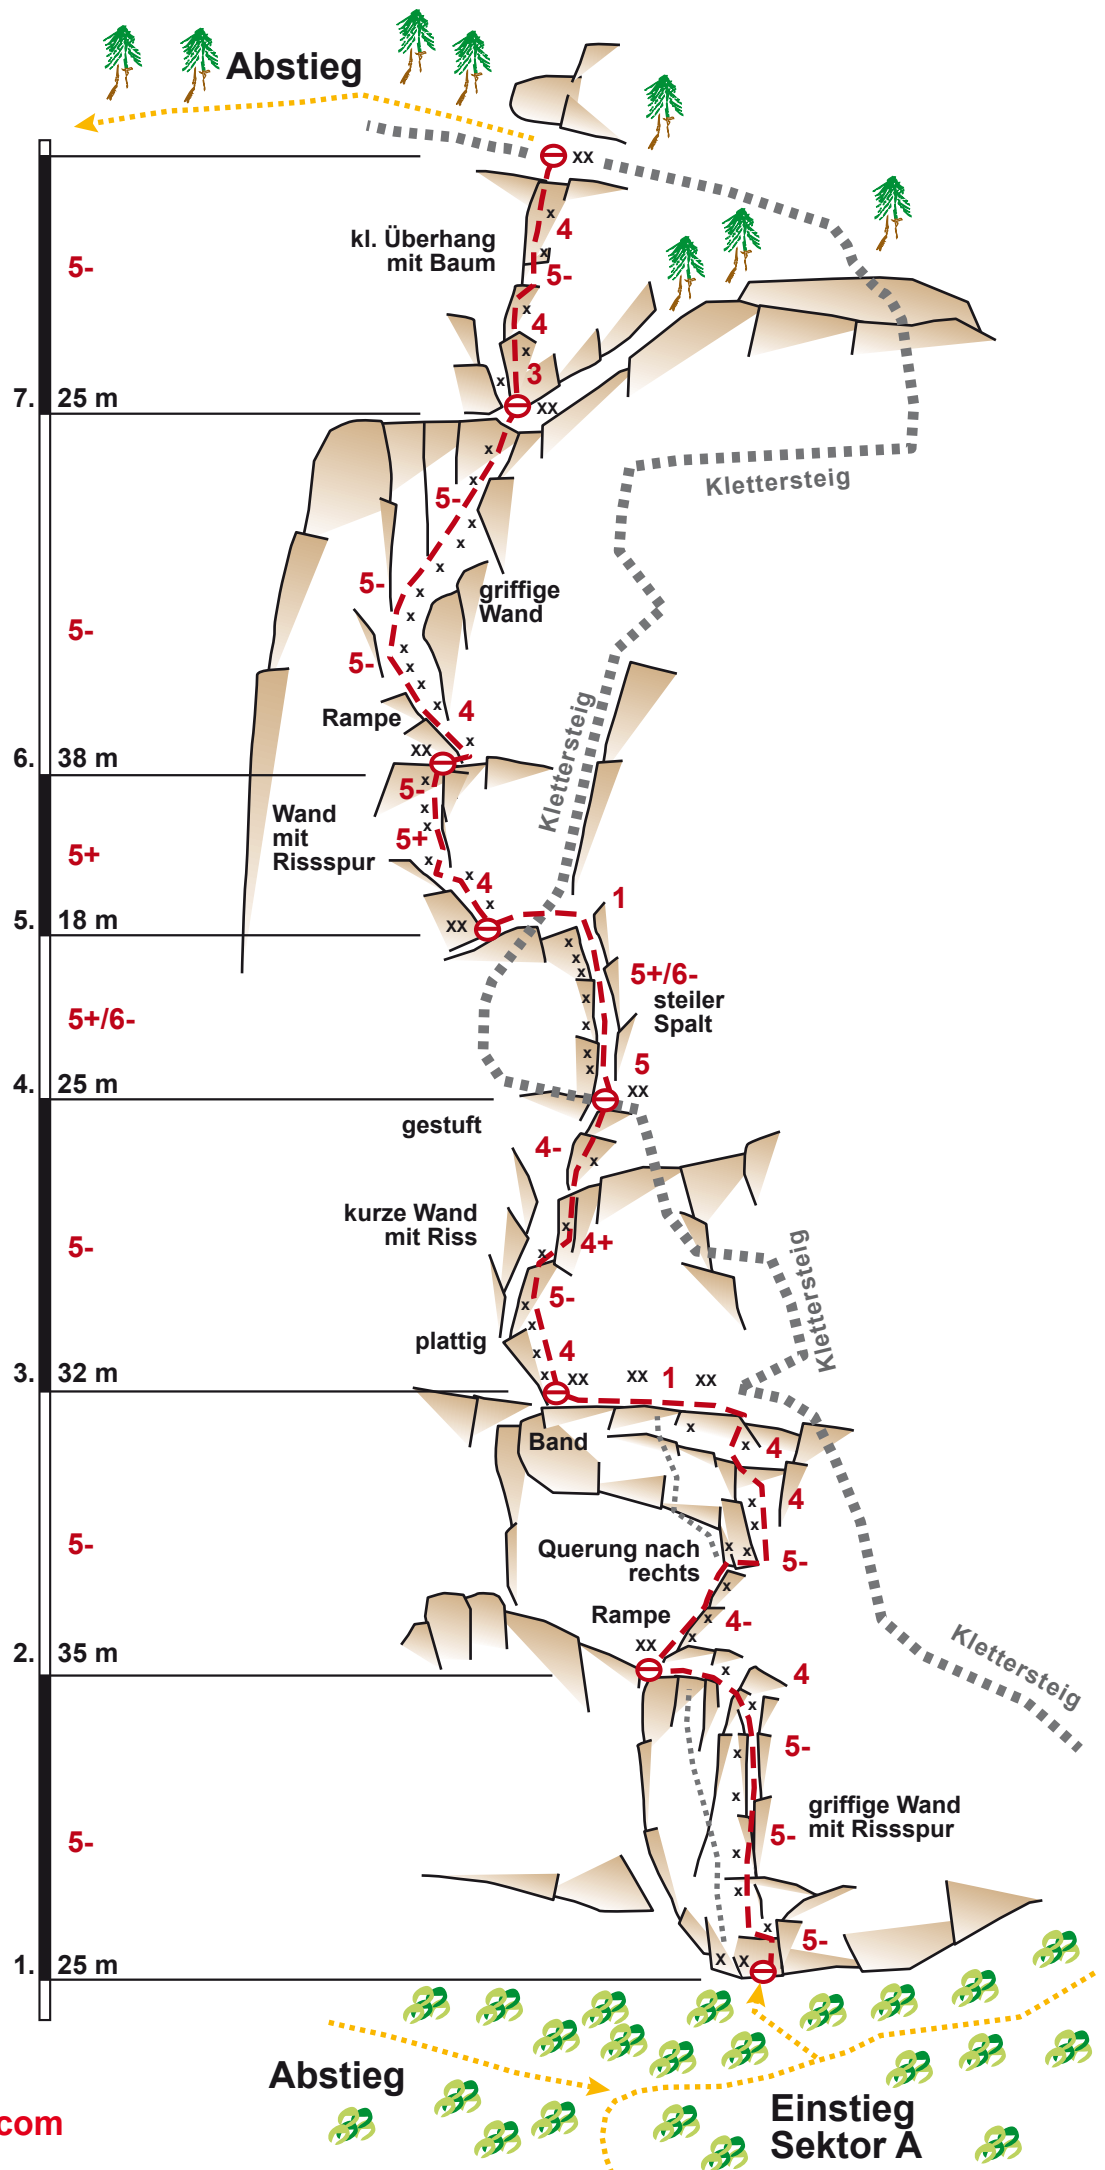 Abstieg
xx
kl. Überhang
mit Baum
4
5-
5-
4
3
7.
25 m
xx
Klettersteig
5-
5-
griffige
Wand
5-
5-
Rampe
4
Klettersteig
6.
38 m
xx
5-
Wand
mit
Rissspur
5+
5+
4
1
5.
18 m
xx
5+/6-
steiler
Spalt
5+/6-
5
4.
25 m
xx
gestuft
4-
kurze Wand
mit Riss
4+
5-
5-
Klettersteig
plattig
4
3.
32 m
xx
xx
1
xx
Band
4
4
5-
Querung nach
rechts
5-
Rampe
4-
2.
35 m
xx
4
Klettersteig
5-
griffige Wand
mit Rissspur
5-
5-
5-
1.
25 m
x
x
Abstieg
Einstieg
Sektor A
com